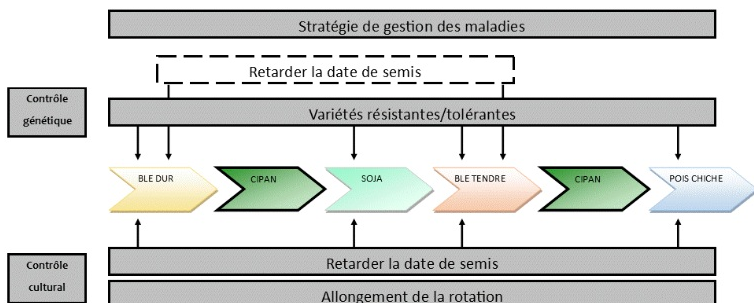 Stratégie de gestion des maladies
Retarder la date de semis
Contrôle
génétique
Variétés résistantes/tolérantes
BLE DUR
CIPAN
SOJA
BLE TENDRE
CIPAN
POIS CHICHE
Contrôle
cultural
Retarder la date de semis
Allongement de la rotation